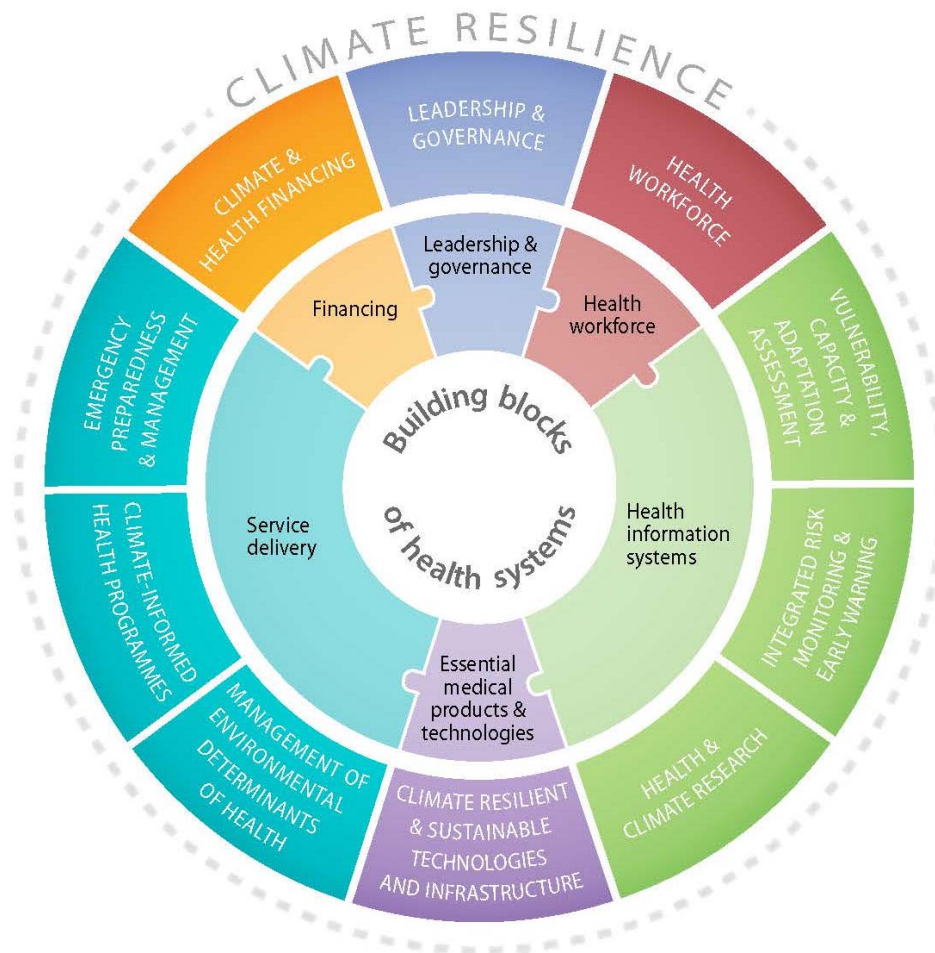 CLIMATE RESILIENCE
LEADERSHIP &
GOVERNANCE
HEALTH
WORKFORCE
VULNERABILITY,
CAPACITY &
ADAPTATION
ASSESSMENT
INTEGRATED RISK
MONITORING &
EARLY WARNING
HEALTH &
CLIMATE RESEARCH
CLIMATE RESILIENT
& SUSTAINABLE
TECHNOLOGIES
AND INFRASTRUCTURE
MANAGEMENT OF
ENVIRONMENTAL
DETERMINANTS
OF HEALTH
CLIMATE-INFORMED
HEALTH PROGRAMMES
EMERGENCY
PREPAREDNESS
& MANAGEMENT
CLIMATE &
HEALTH FINANCING
Leadership &
governance
Health
workforce
Health
information
systems
Essential
medical
products &
technologies
Service
delivery
Financing
Building blocks
of health systems